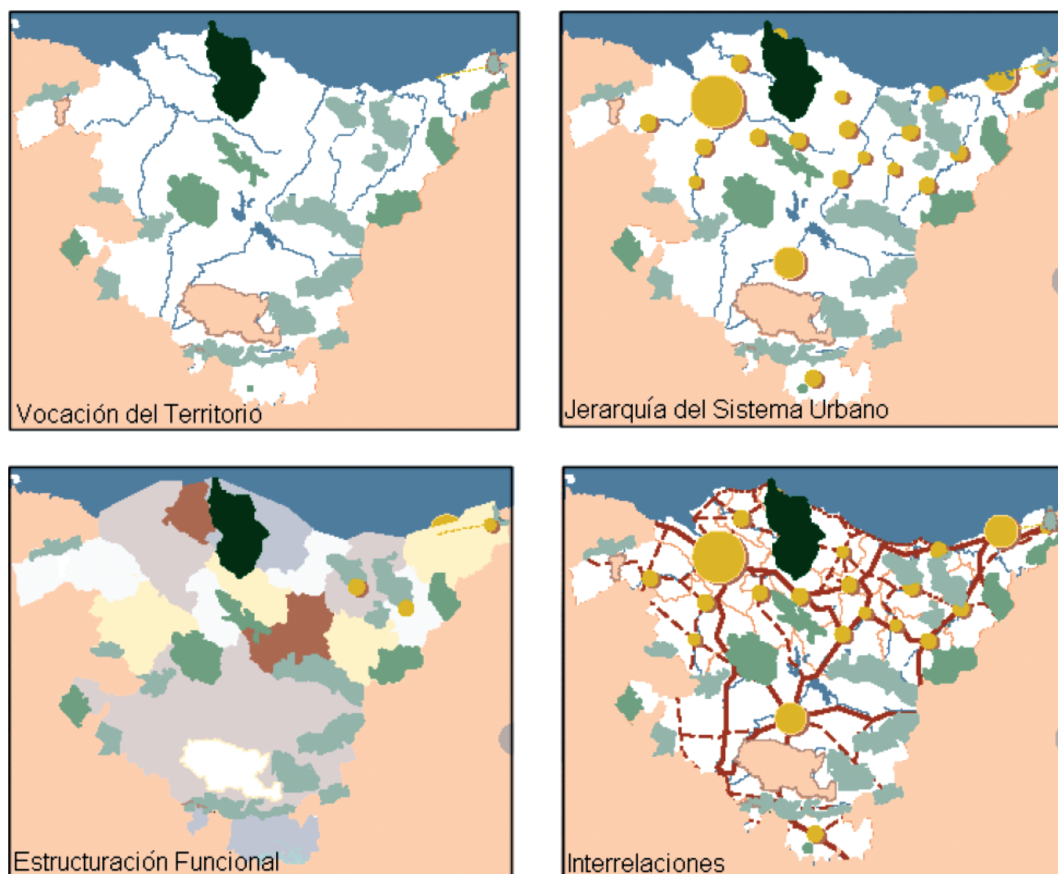 Vocación del Territorio
Jerarquía del Sistema Urbano
Estructuración Funcional
Interrelaciones